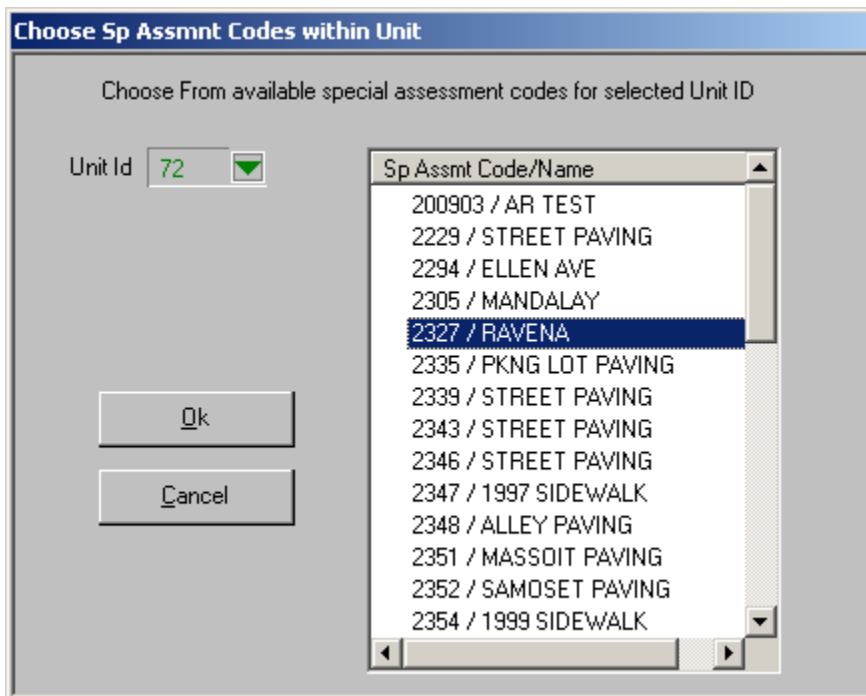 Choose Sp Assmnt Codes within Unit
Choose From available special assessment codes for selected Unit ID
Unit Id 72
Sp Assmt Code/Name
200903 / AR TEST
2229 / STREET PAVING
2294 / ELLEN AVE
2305 / MANDALAY
2327 / RAVENA
2335 / PKNG LOT PAVING
2339 / STREET PAVING
2343 / STREET PAVING
2346 / STREET PAVING
2347 / 1997 SIDEWALK
2348 / ALLEY PAVING
2351 / MASSOIT PAVING
2352 / SAMOSET PAVING
2354 / 1999 SIDEWALK
Ok
Cancel